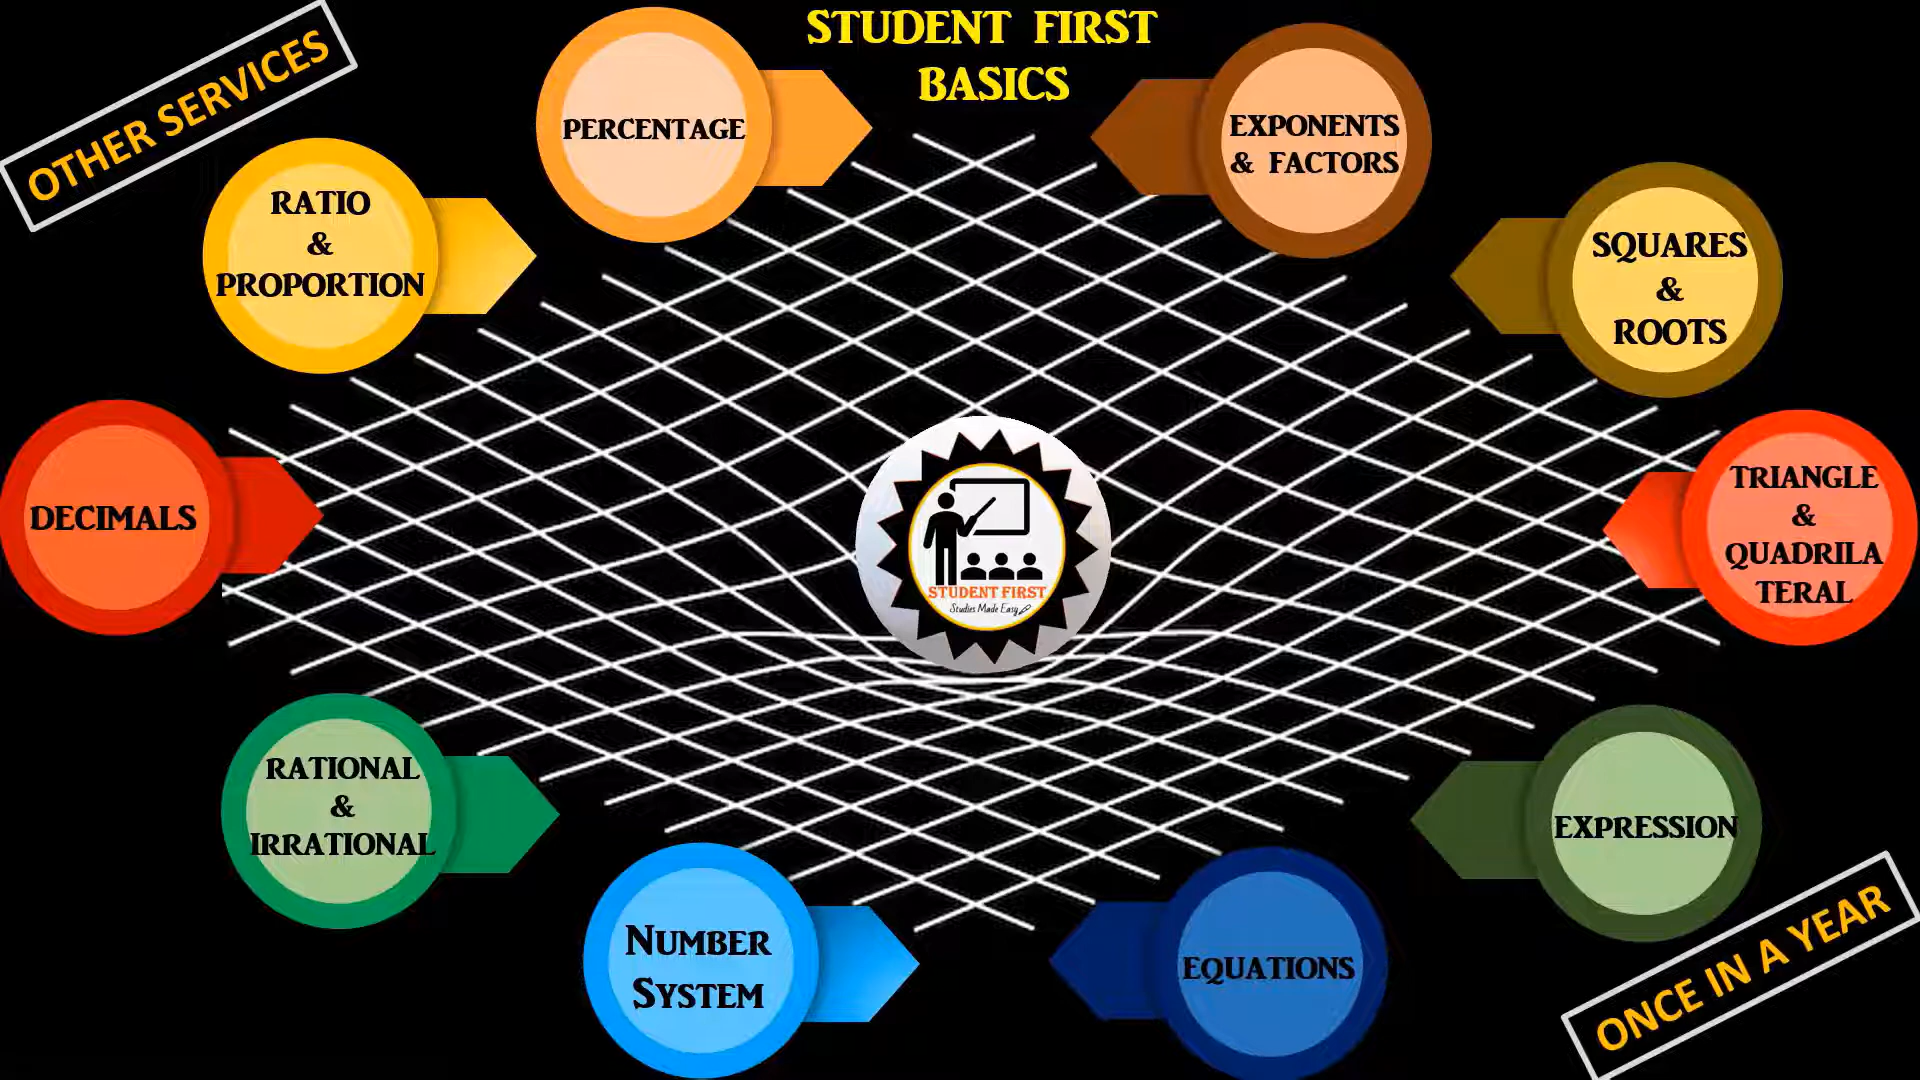 STUDENT FIRST
BASICS
OTHER SERVICES
PERCENTAGE
EXPONENTS
& FACTORS
RATIO
&
PROPORTION
SQUARES
&
ROOTS
DECIMALS
TRIANGLE
&
QUADRILA
TERAL
STUDENT FIRST
Studies Made Easy
RATIONAL
&
IRRATIONAL
EXPRESSION
NUMBER
SYSTEM
EQUATIONS
ONCE IN A YEAR